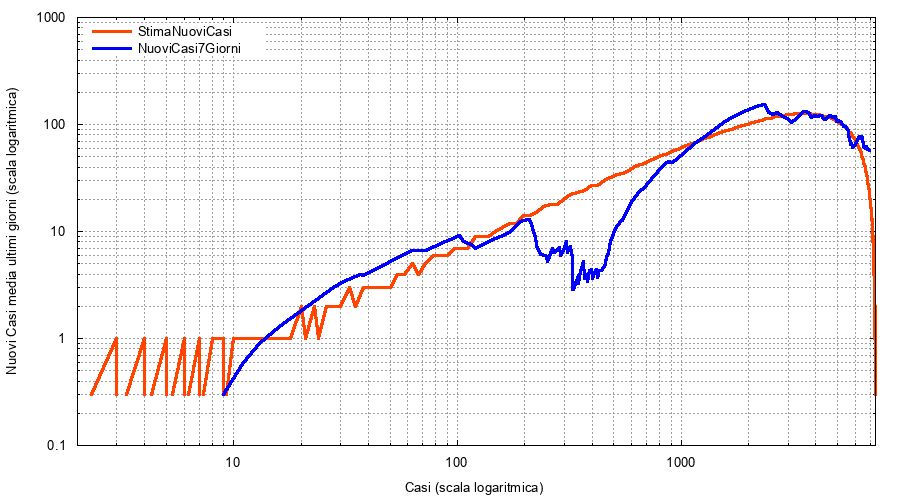 1000
100
10
1
0.1
Nuovi Casi media ultimi giorni (scala logaritmica)
StimaNuoviCasi
NuoviCasi7Giorni
10
100
1000
Casi (scala logaritmica)